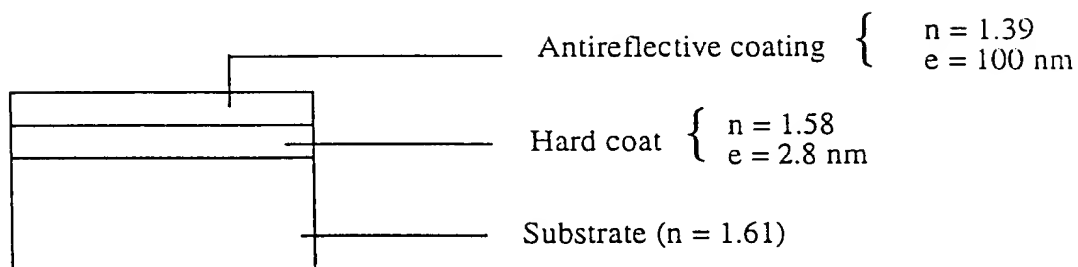 Antireflective coating { n = 1.39
e = 100 nm
Hard coat { n = 1.58
e = 2.8 nm
Substrate (n = 1.61)